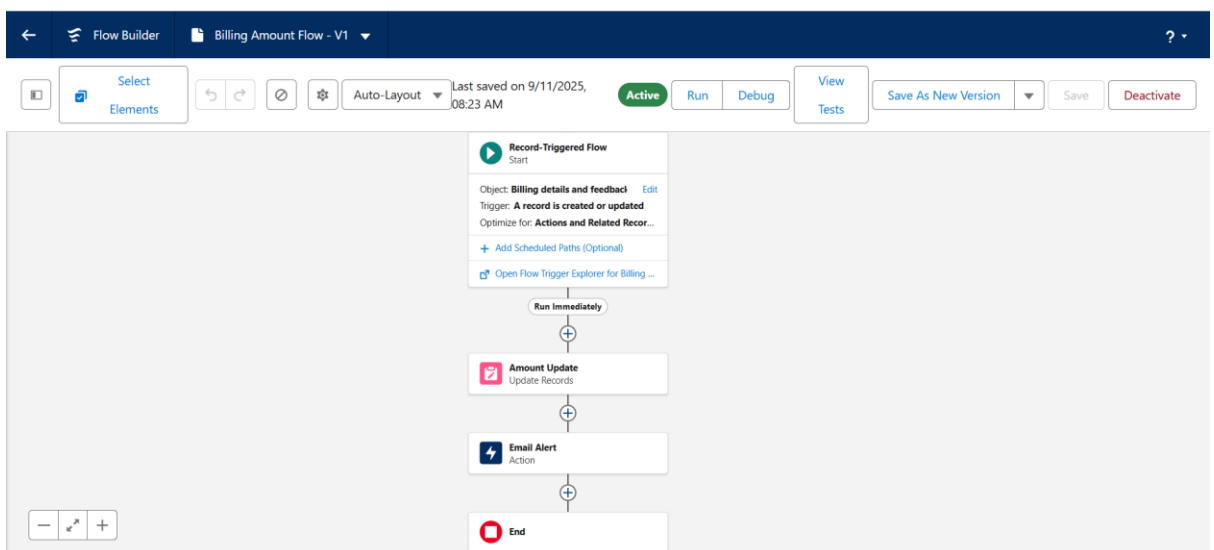 Flow Builder
Billing Amount Flow - V1
?
Select
Elements
Auto-Layout
Last saved on 9/11/2025,
08:23 AM
Active
Run
Debug
View
Tests
Save As New Version
Save
Deactivate
Record-Triggered Flow
Start
Object: Billing details and feedback
Edit
Trigger: A record is created or updated
Optimize for: Actions and Related Recor...
+ Add Scheduled Paths (Optional)
Open Flow Trigger Explorer for Billing ...
Run Immediately
Amount Update
Update Records
Email Alert
Action
End